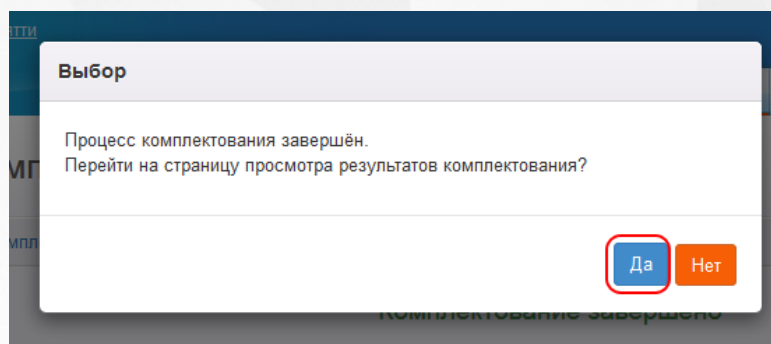 Выбор
Процесс комплектования завершён.
Перейти на страницу просмотра результатов комплектования?
Да
Нет
Комплектование завершено